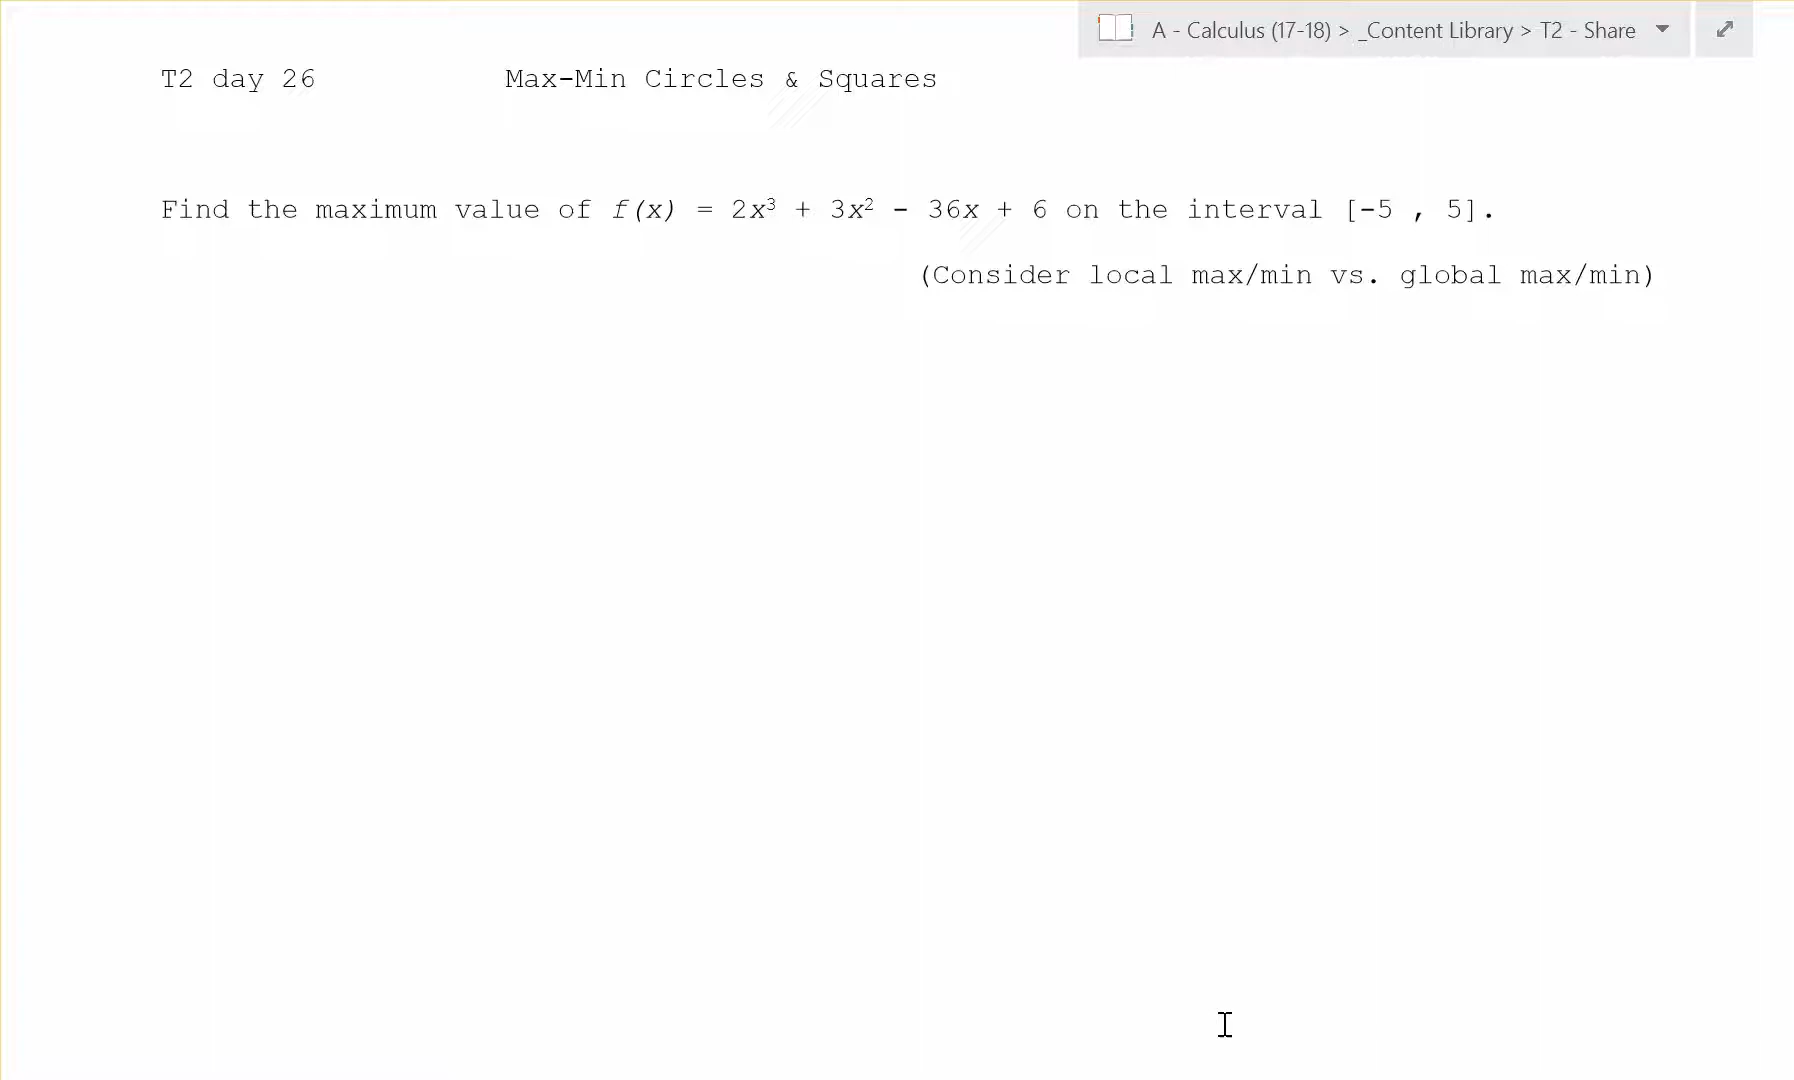 A - Calculus (17-18) > _Content Library > T2 - Share
T2 day 26 Max-Min Circles & Squares
Find the maximum value of f(x) = 2x³ + 3x² - 36x + 6 on the interval [-5 , 5].
(Consider local max/min vs. global max/min)